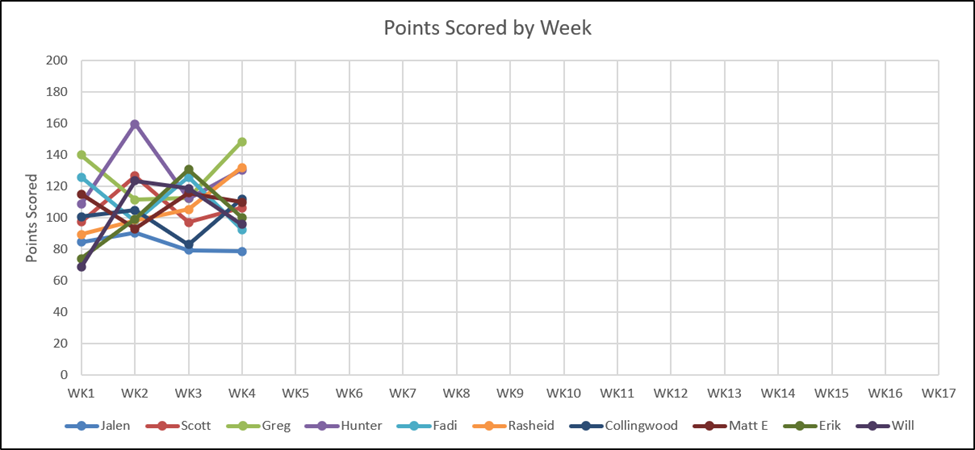 Points Scored by Week
200
180
160
140
120
100
80
60
40
20
0
Points Scored
WK1 WK2 WK3 WK4 WK5 WK6 WK7 WK8 WK9 WK10 WK11 WK12 WK13 WK14 WK15 WK16 WK17
Jalen Scott Greg Hunter Fadi Rasheid Collingwood Matt E Erik Will